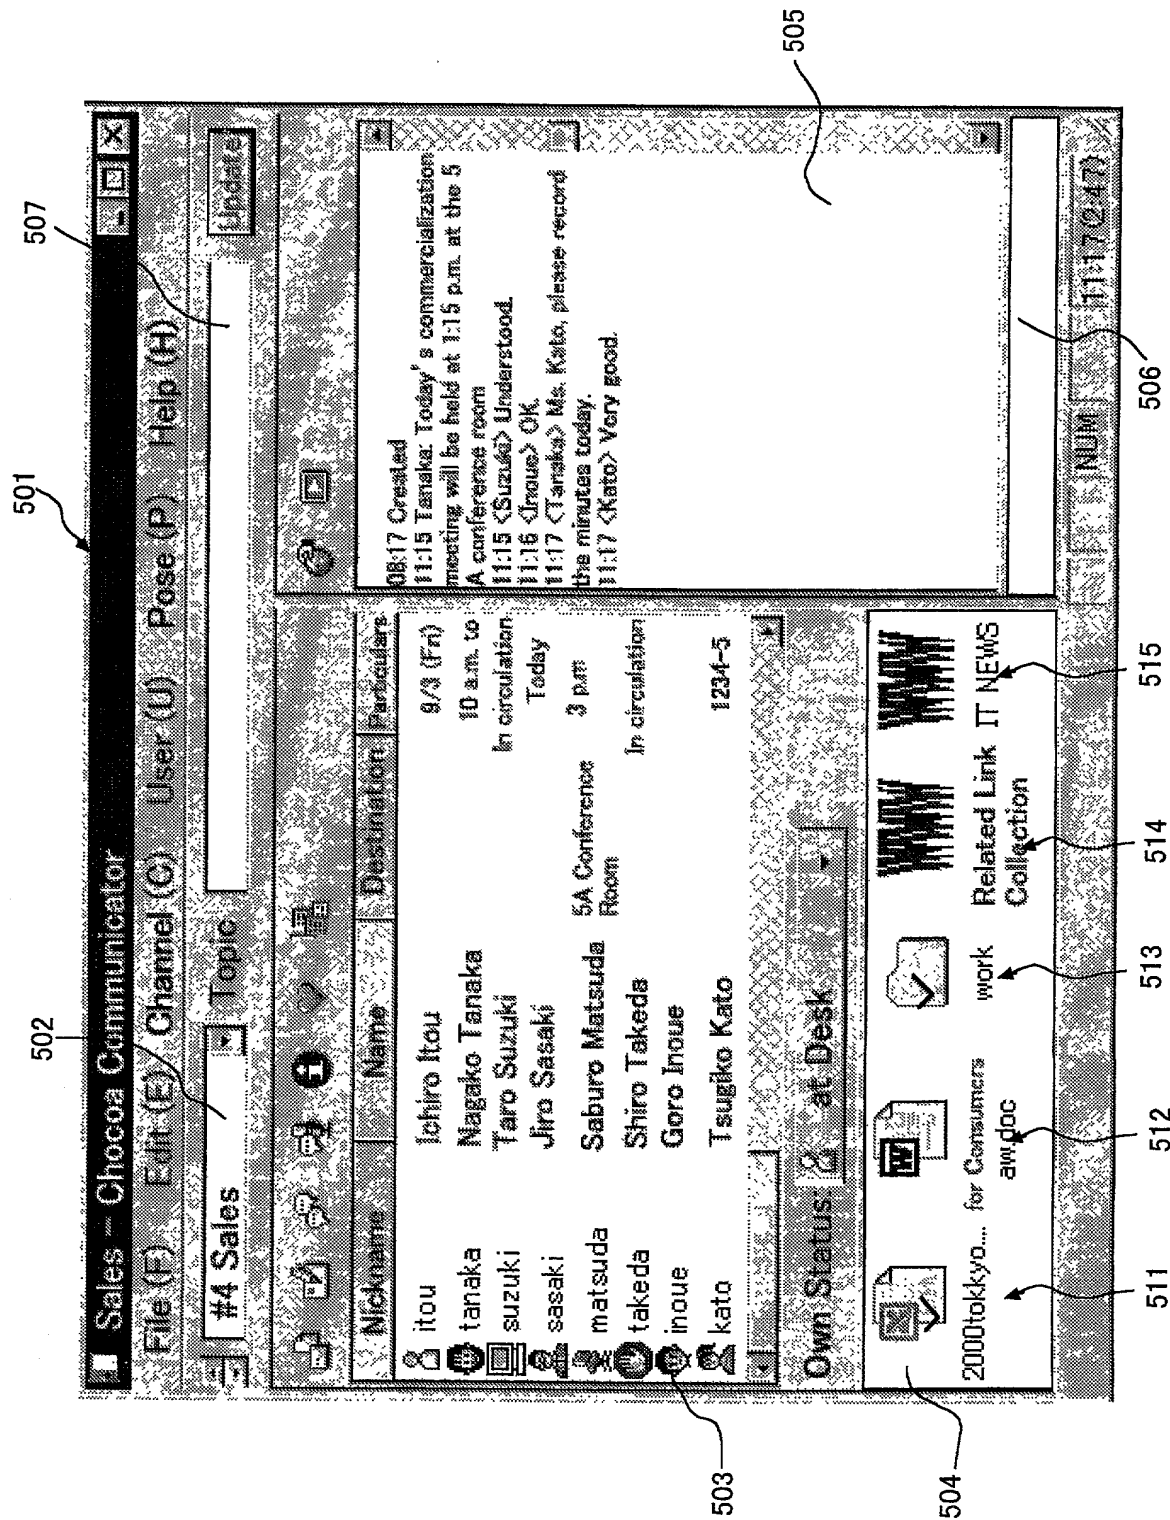 501
507
502
Sales - Chocoa Communicator
File (F) Edit (E) Channel (C) User (U) Pose (P) Help (H)
#4 Sales Topic Update
Nickname Name Destination Particulars
itou Ichiro Itou 9/3 (Fri)
tanaka Nagako Tanaka 10 a.m. to
suzuki Taro Suzuki In circulation
sasaki Jiro Sasaki Today
matsuda Saburo Matsuda 5A Conference Room 3 p.m
takeda Shiro Takeda In circulation
inoue Goro Inoue
kato Tsugiko Kato 1234-5
Own Status: at Desk
2000tokkyo.... for Consumers aw.doc work Related Link Collection IT NEWS
08:17 Created
11:15 Tanaka: Today's commercialization
meeting will be held at 1:15 p.m. at the 5
A conference room
11:15 <Suzuki> Understood.
11:16 <Inoue> OK.
11:17 <Tanaka> Ms. Kato, please record
the minutes today.
11:17 <Kato> Very good.
NUM 11:17(2:47)
503
504
505
506
511
512
513
514
515